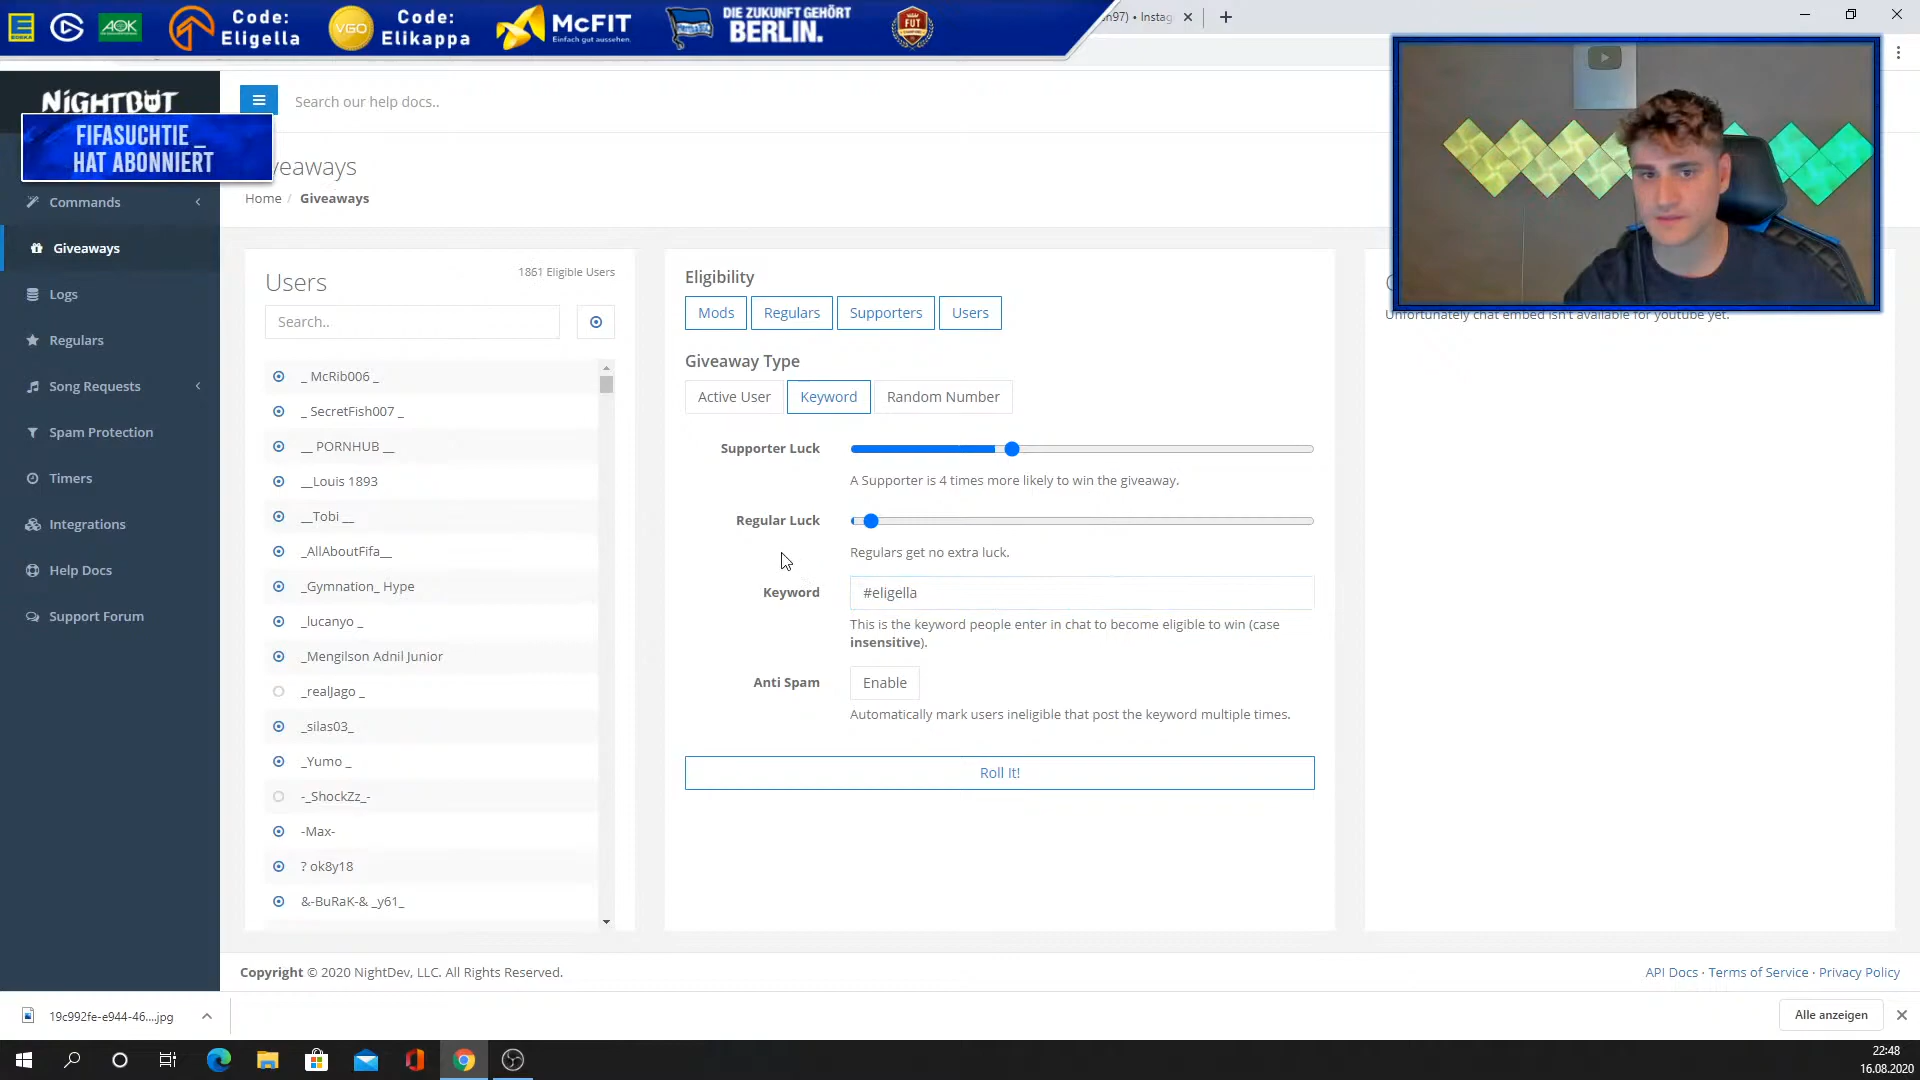 E
G
AOK
Code:
Eligella
VGO
Code:
Elikappa
McFIT
Einfach gut aussehen.
DIE ZUKUNFT GEHÖRT
BERLIN.
FUT
n97) • Instag
NIGHTBOT
FIFASUCHTIE _
HAT ABONNIERT
Search our help docs..
veaways
Home / Giveaways
Commands
Giveaways
Logs
Regulars
Song Requests
Spam Protection
Timers
Integrations
Help Docs
Support Forum
Users
1861 Eligible Users
Search..
_ McRib006 _
_ SecretFish007 _
__ PORNHUB __
__Louis 1893
__Tobi __
_AllAboutFifa__
_Gymnation_ Hype
_lucanyo _
_Mengilson Adnil Junior
_realJago _
_silas03_
_Yumo _
-_ShockZz_-
-Max-
? ok8y18
&-BuRaK-& _y61_
Eligibility
Mods Regulars Supporters Users
Giveaway Type
Active User Keyword Random Number
Supporter Luck
A Supporter is 4 times more likely to win the giveaway.
Regular Luck
Regulars get no extra luck.
Keyword #eligella
This is the keyword people enter in chat to become eligible to win (case
insensitive).
Anti Spam Enable
Automatically mark users ineligible that post the keyword multiple times.
Roll It!
Unfortunately chat embed isn't available for youtube yet.
Copyright © 2020 NightDev, LLC. All Rights Reserved.
API Docs · Terms of Service · Privacy Policy
19c992fe-e944-46....jpg
Alle anzeigen
22:48
16.08.2020